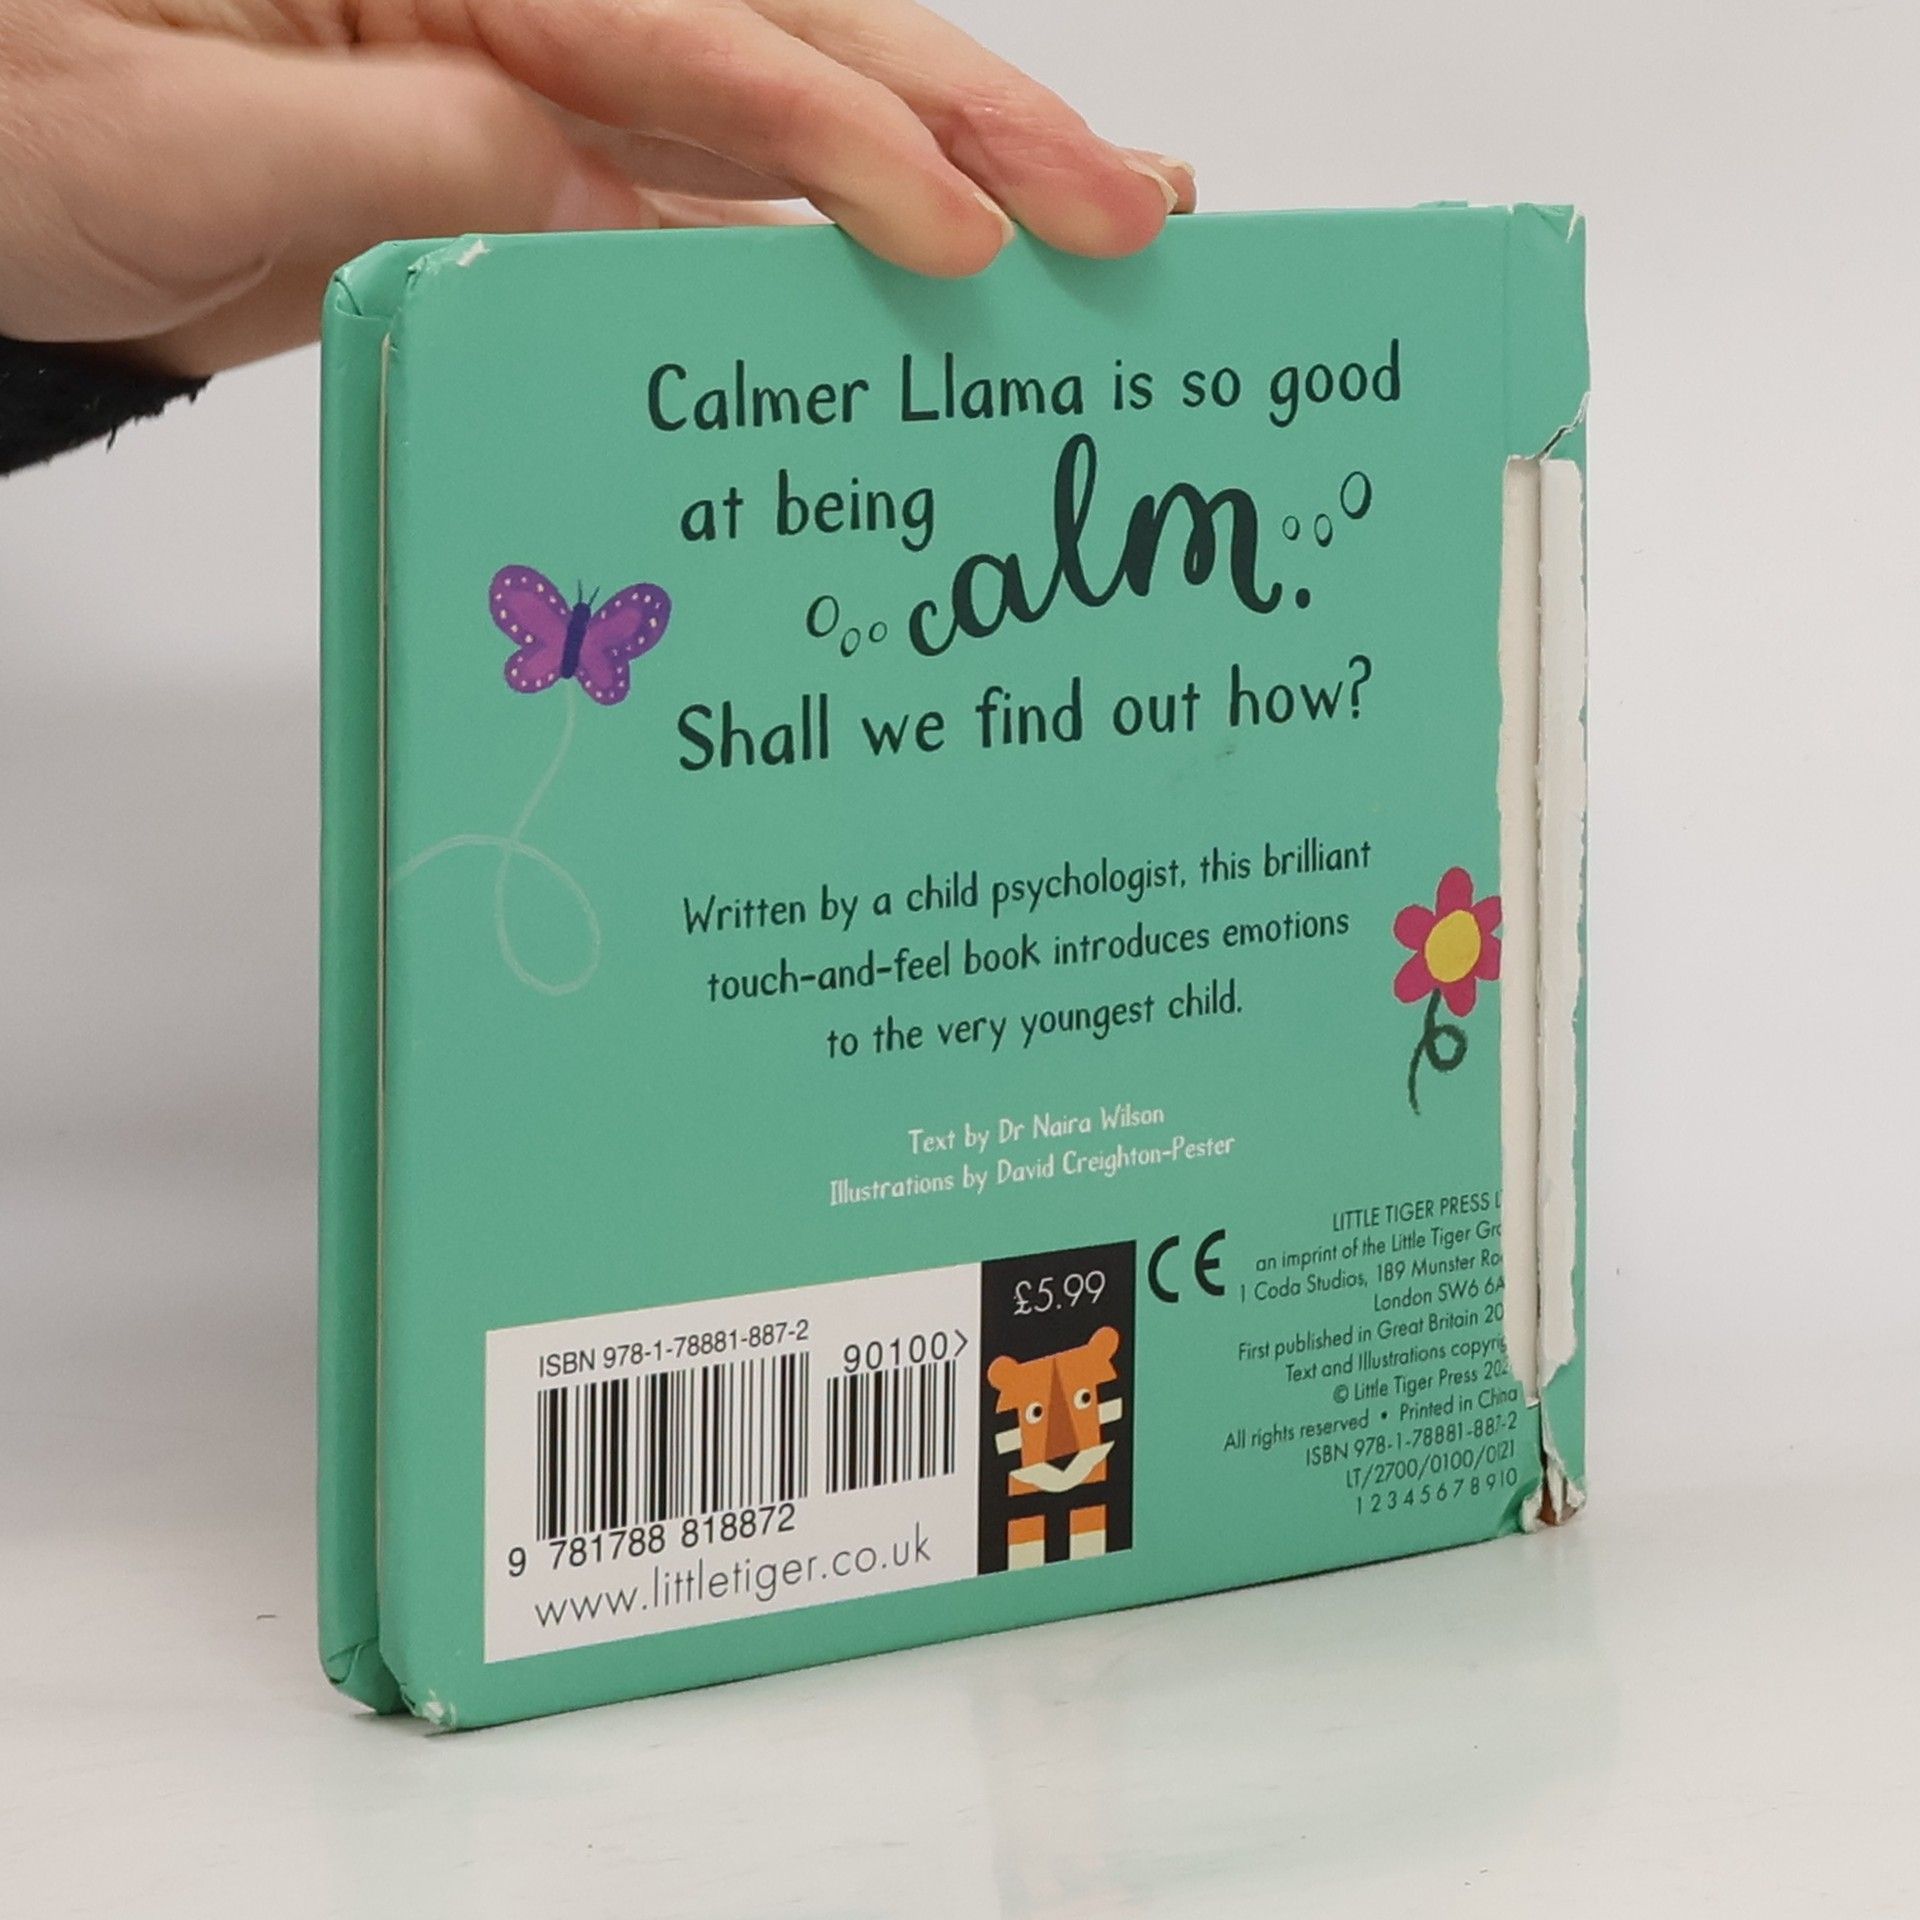 Calmer Llama is so good
at being calm.
Shall we find out how?
Written by a child psychologist, this brilliant
touch-and-feel book introduces emotions
to the very youngest child.
Text by Dr Naira Wilson
Illustrations by David Creighton-Pester
£5.99
CE
LITTLE TIGER PRESS
an imprint of the Little Tiger
1 Coda Studios, 189 Munster
London SW6
First published in Great Britain
Text and Illustrations
© Little Tiger Press
All rights reserved • Printed in China
ISBN 978-1-78881-887-2
LT/2700/0100/0121
1 2 3 4 5 6 7 8 9 10
ISBN 978-1-78881-887-2
90100>
9 781788 818872
www.littletiger.co.uk